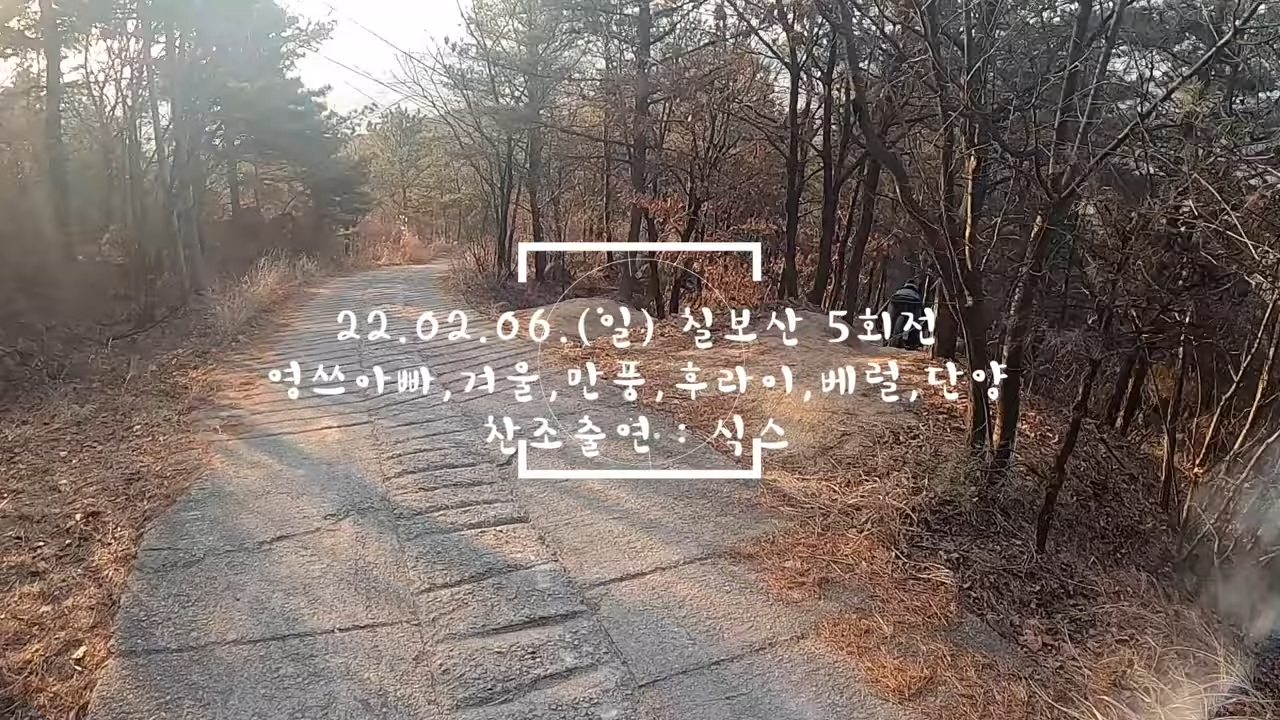 22.02.06.(일) 칠보산 5회전
영쓰아빠,겨울,만풍,후라이,베럴,단양
찬조출연 : 식스